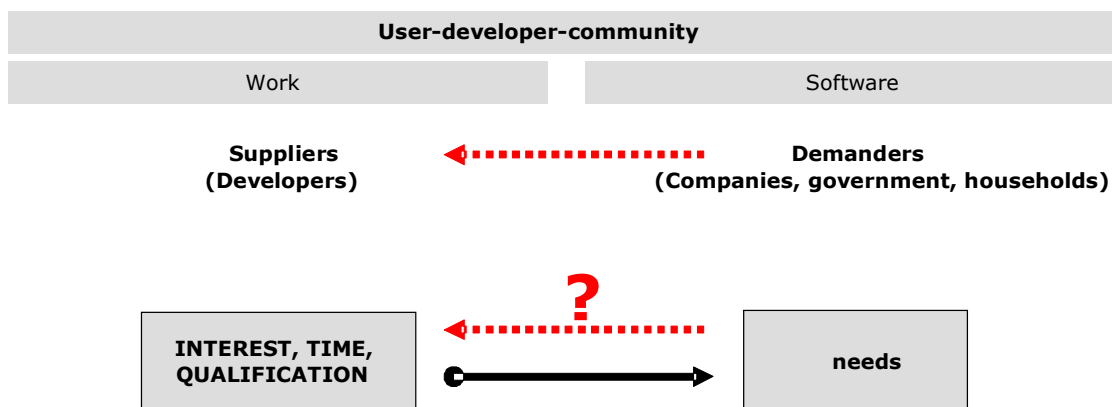 User-developer-community
Work
Software
Suppliers
(Developers)
Demanders
(Companies, government, households)
?
INTEREST, TIME,
QUALIFICATION
needs